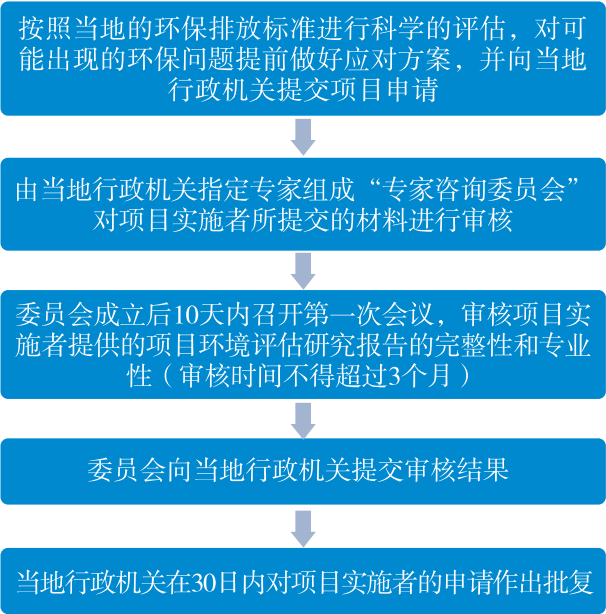 按照当地的环保排放标准进行科学的评估，对可
能出现的环保问题提前做好应对方案，并向当地
行政机关提交项目申请
由当地行政机关指定专家组成“专家咨询委员会”
对项目实施者所提交的材料进行审核
委员会成立后10天内召开第一次会议，审核项目实
施者提供的项目环境评估研究报告的完整性和专业
性（审核时间不得超过3个月）
委员会向当地行政机关提交审核结果
当地行政机关在30日内对项目实施者的申请作出批复